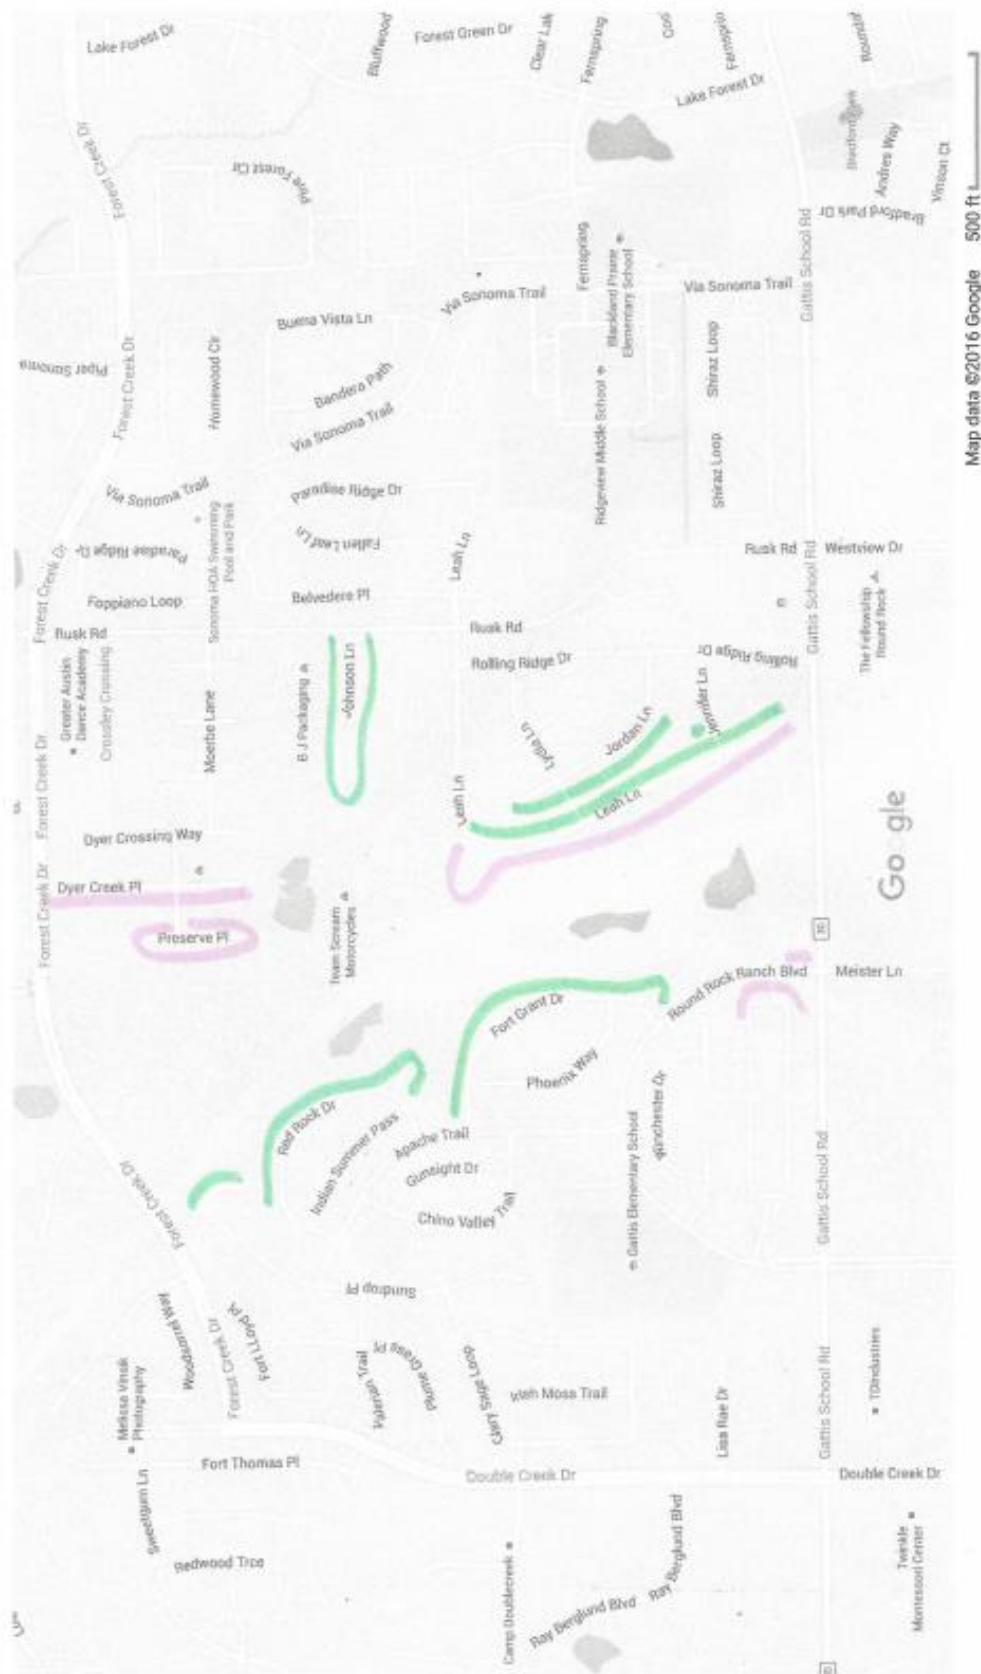 Lake Forest Dr
Bluffwood
Forest Green Dr
Clear Lak
Fernspring
Lake Forest Dr
Forest Creek Dr
Pine Forest Cir
Bradford Park
Andres Way
Vinson Ct
Bradford Park Dr
Gattis School Rd
Fernspring
Blackland Prairie
Elementary School
Via Sonoma Trail
Via Sonoma Trail
Buena Vista Ln
Piper Sonoma
Forest Creek Dr
Homewood Cir
Bandera Path
Via Sonoma Trail
Ridgeview Middle School
Shiraz Loop
Shiraz Loop
Via Sonoma Trail
Paradise Ridge Dr
Paradise Ridge Dr
Sonoma HOA Swimming
Pool and Park
Fallen Leaf Ln
Leah Ln
Rusk Rd
Westview Dr
Gattis School Rd
Forest Creek Dr
Foppiano Loop
Belvedere Pl
Rusk Rd
Rusk Rd
The Fellowship
Round Rock
Greater Austin
Dance Academy
Crossley Crossing
Rolling Ridge Dr
Rolling Ridge Dr
Johnson Ln
B J Packaging
Moerbe Lane
Jennifer Ln
Jordan Ln
Lydia Ln
Forest Creek Dr
Leah Ln
Leah Ln
Dyer Crossing Way
Google
Dyer Creek Pl
Forest Creek Dr
Preserve Pl
Team Scream
Motorcycles
Round Rock Ranch Blvd
Meister Ln
Fort Grant Dr
Phoenix Way
Red Rock Dr
Indian Summer Pass
Apache Trail
Gunsight Dr
Chino Valley Trail
Gattis Elementary School
Winchester Dr
Gattis School Rd
Forest Creek Dr
Sundrop Pl
Woodsorrel Way
Forest Creek Dr
Fort Lloyd Pl
Valerian Trail
Plume Grass Pl
Clary Sage Loop
Irish Moss Trail
Lisa Rae Dr
Gattis School Rd
TDIndustries
Melissa Vinsik
Photography
Fort Thomas Pl
Double Creek Dr
Double Creek Dr
Sweetgum Ln
Redwood Tree
Camp Doublecreek
Ray Berglund Blvd
Ray Berglund Blvd
Twinkle
Montessori Center
Map data ©2016 Google
500 ft